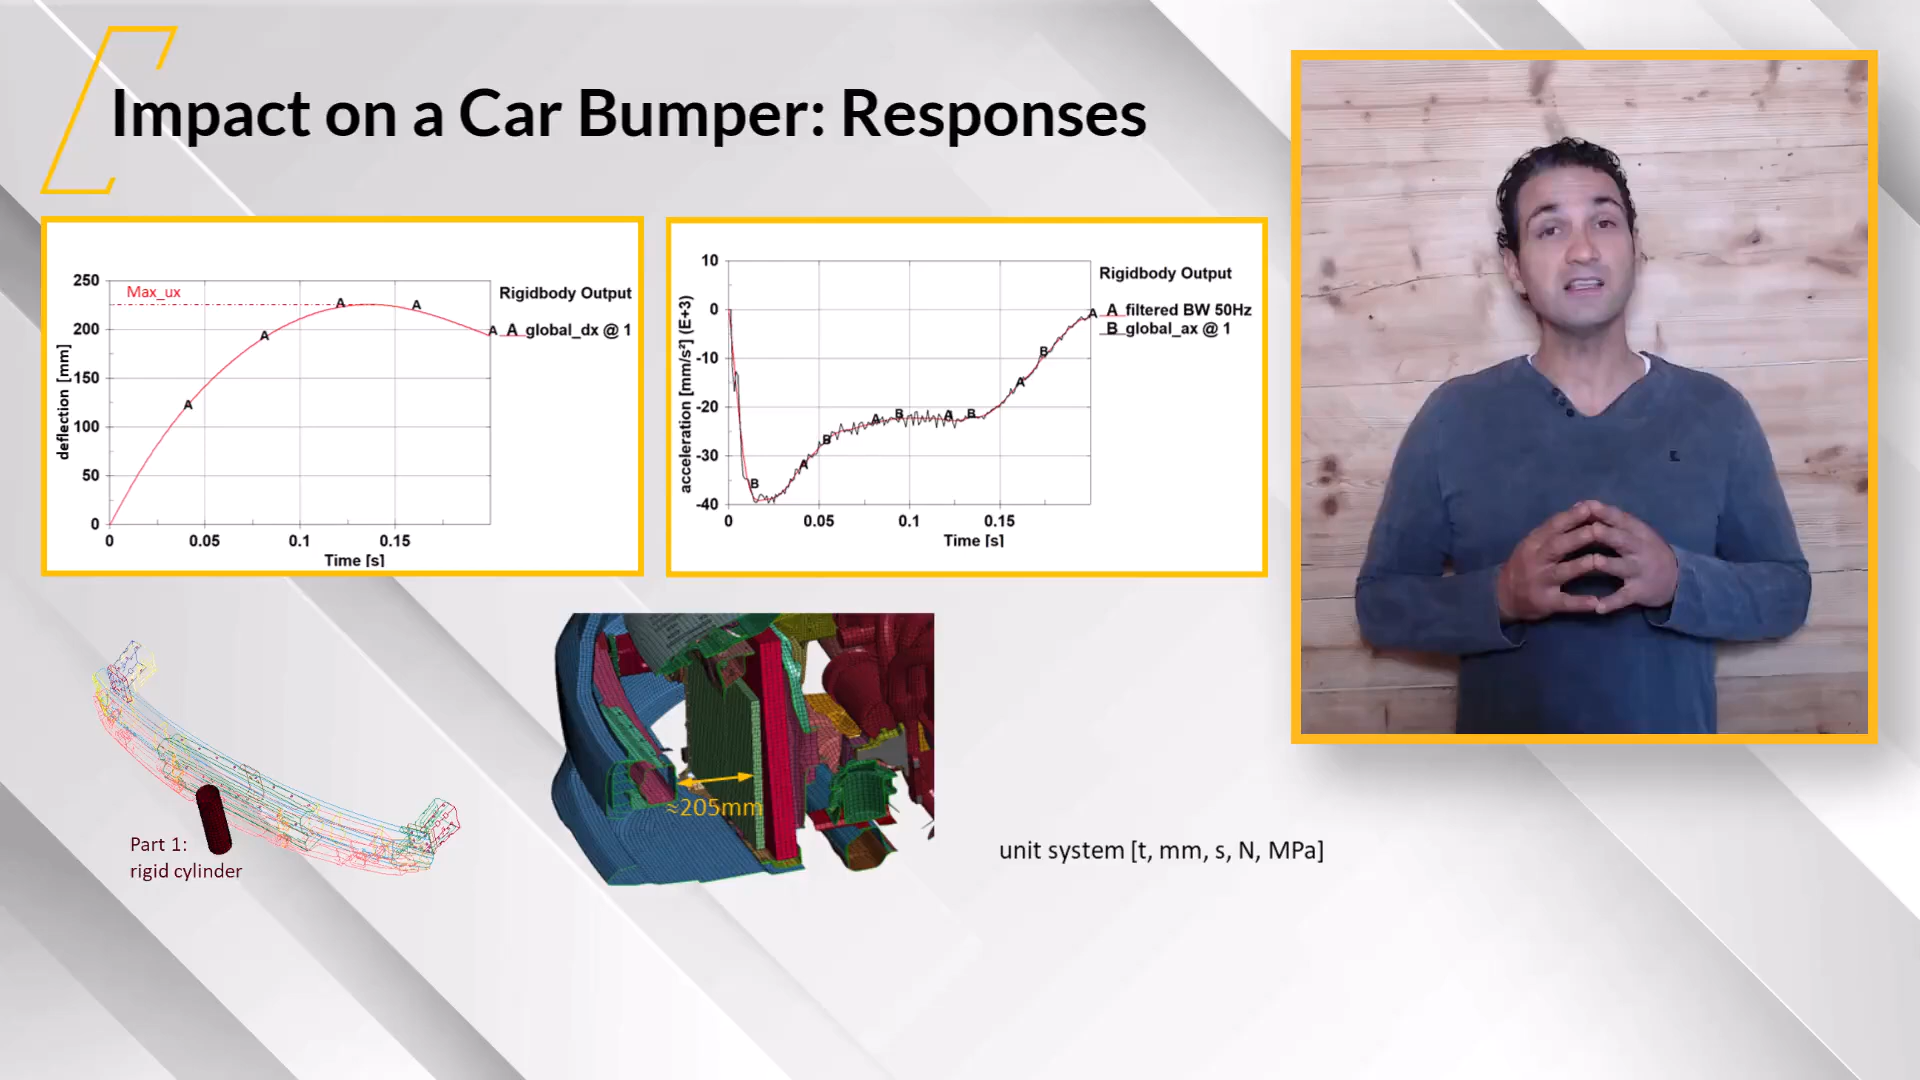 Impact on a Car Bumper: Responses
250
200
150
100
50
0
0
0.05
0.1
0.15
deflection [mm]
Time [s]
Max_ux
A
A
A
A
A
Rigidbody Output
A global_dx @ 1
10
0
-10
-20
-30
-40
0
0.05
0.1
0.15
acceleration [mm/s²] (E+3)
Time [s]
B
A
B
A
B
A
B
A
B
A
Rigidbody Output
A filtered BW 50Hz
B global_ax @ 1
Part 1:
rigid cylinder
≈205mm
unit system [t, mm, s, N, MPa]